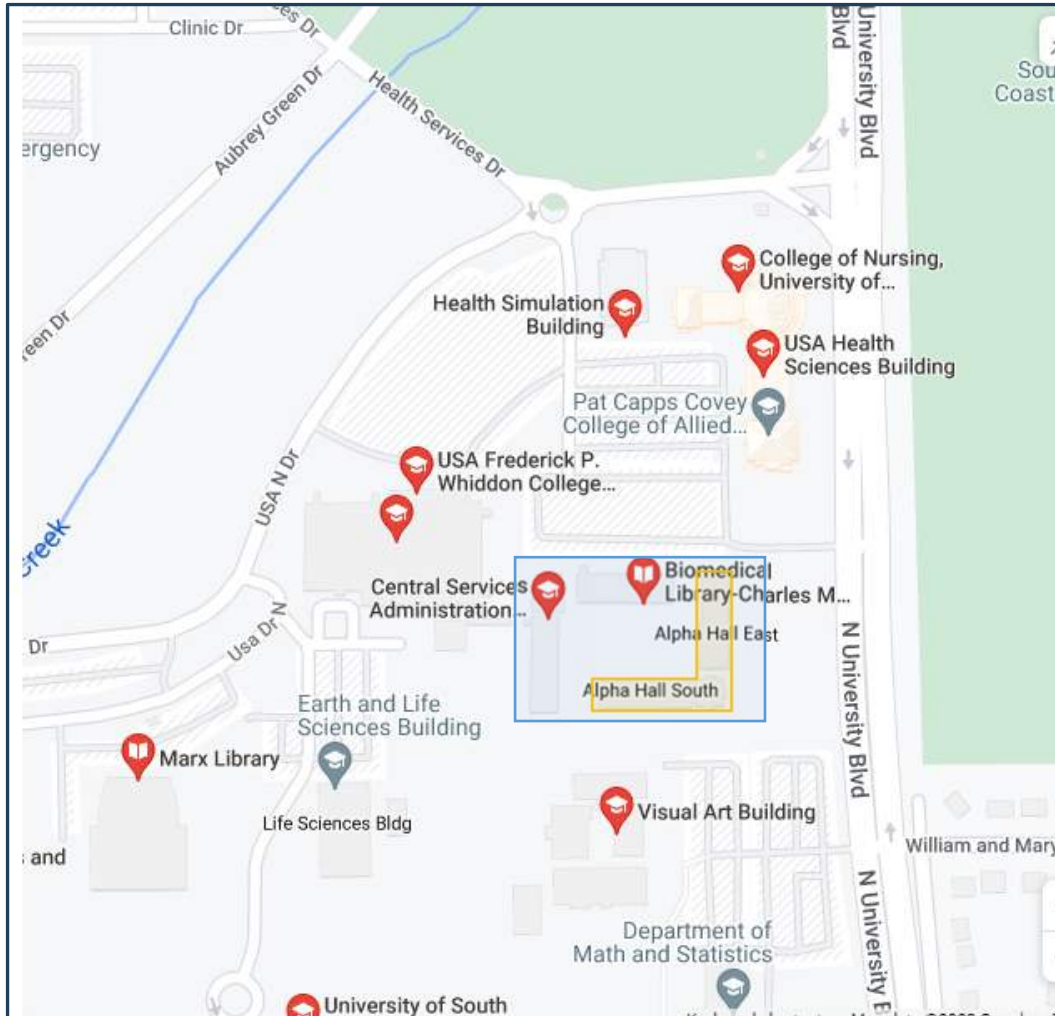 Clinic Dr
ces Dr
Aubrey Green Dr
Health Services Dr
University Blvd
Blvd
Sou
Coast
ergency
College of Nursing,
University of...
Health Simulation
Building
USA Health
Sciences Building
reen Dr
Pat Capps Covey
College of Allied...
USA N Dr
USA Frederick P.
Whiddon College...
Creek
Central Services
Administration...
Biomedical
Library-Charles M...
Alpha Hall East
Alpha Hall South
Dr
Usa Dr N
N University Blvd
Earth and Life
Sciences Building
Marx Library
Life Sciences Bldg
Visual Art Building
s and
William and Mary
N University B
Department of
Math and Statistics
University of South